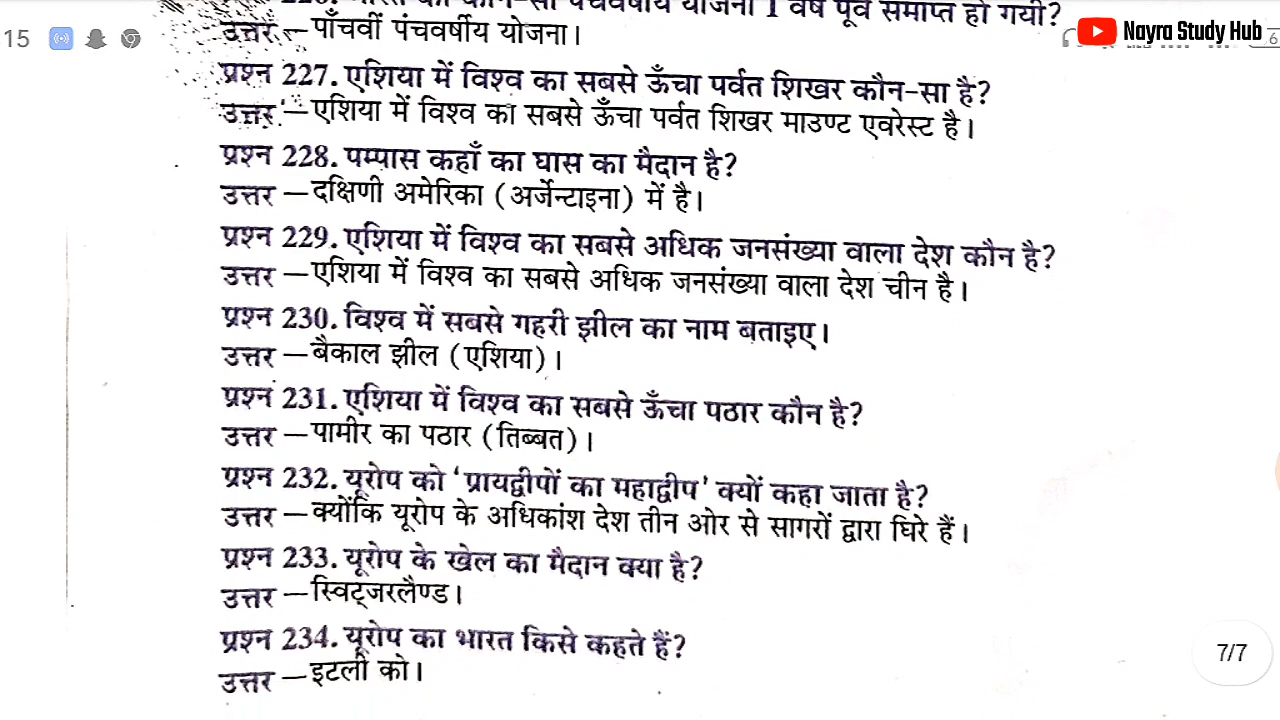 15
Nayra Study Hub
वर्ष पूर्व समाप्त हो गयी?
उत्तर — पाँचवीं पंचवर्षीय योजना।
प्रश्न 227. एशिया में विश्व का सबसे ऊँचा पर्वत शिखर कौन-सा है?
उत्तर — एशिया में विश्व का सबसे ऊँचा पर्वत शिखर माउण्ट एवरेस्ट है।
प्रश्न 228. पम्पास कहाँ का घास का मैदान है?
उत्तर — दक्षिणी अमेरिका (अर्जेन्टाइना) में है।
प्रश्न 229. एशिया में विश्व का सबसे अधिक जनसंख्या वाला देश कौन है?
उत्तर — एशिया में विश्व का सबसे अधिक जनसंख्या वाला देश चीन है।
प्रश्न 230. विश्व में सबसे गहरी झील का नाम बताइए।
उत्तर — बैकाल झील (एशिया)।
प्रश्न 231. एशिया में विश्व का सबसे ऊँचा पठार कौन है?
उत्तर — पामीर का पठार (तिब्बत)।
प्रश्न 232. यूरोप को 'प्रायद्वीपों का महाद्वीप' क्यों कहा जाता है?
उत्तर — क्योंकि यूरोप के अधिकांश देश तीन ओर से सागरों द्वारा घिरे हैं।
प्रश्न 233. यूरोप के खेल का मैदान क्या है?
उत्तर — स्विट्जरलैण्ड।
प्रश्न 234. यूरोप का भारत किसे कहते हैं?
उत्तर — इटली को।
7/7